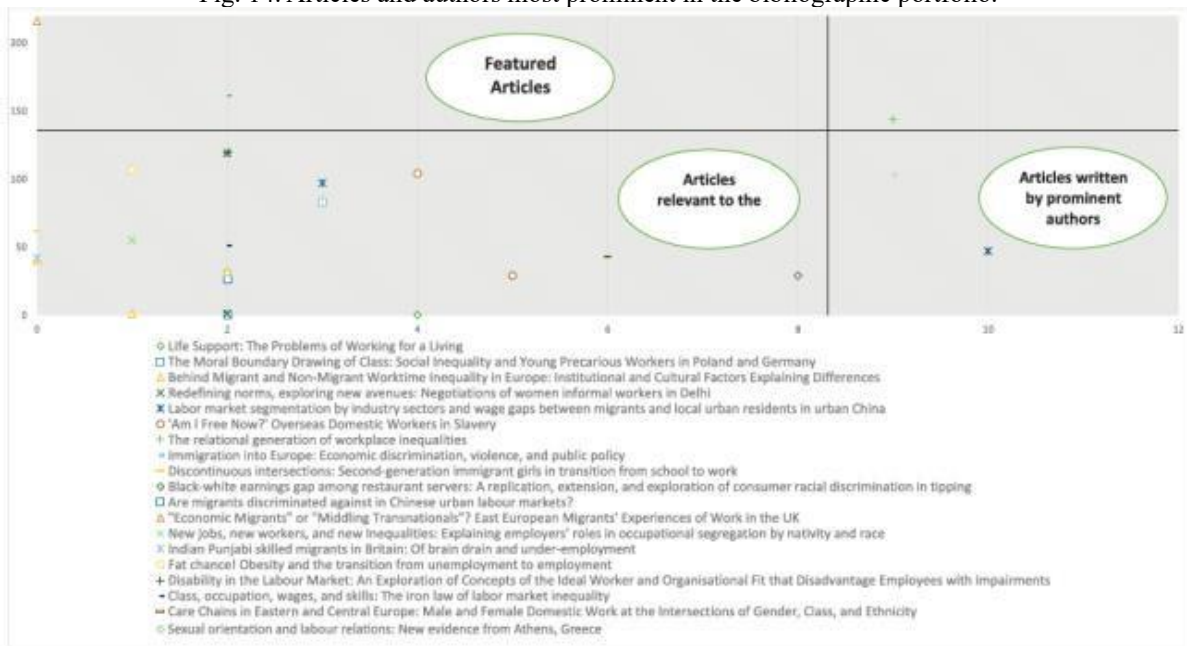 Fig. 14. Articles and authors most prominent in the bibliographic portfolio.
200
150
100
50
0
Featured
Articles
Articles
relevant to the
Articles written
by prominent
authors
0 2 4 6 8 10 12
Life Support: The Problems of Working for a Living
The Moral Boundary Drawing of Class: Social Inequality and Young Precarious Workers in Poland and Germany
Behind Migrant and Non-Migrant Worktime Inequality in Europe: Institutional and Cultural Factors Explaining Differences
Redefining norms, exploring new avenues: Negotiations of women informal workers in Delhi
Labor market segmentation by industry sectors and wage gaps between migrants and local urban residents in urban China
'Am I Free Now?' Overseas Domestic Workers in Slavery
The relational generation of workplace inequalities
Immigration into Europe: Economic discrimination, violence, and public policy
Discontinuous intersections: Second-generation immigrant girls in transition from school to work
Black-white earnings gap among restaurant servers: A replication, extension, and exploration of consumer racial discrimination in tipping
Are migrants discriminated against in Chinese urban labour markets?
"Economic Migrants" or "Middling Transnationals"? East European Migrants' Experiences of Work in the UK
New jobs, new workers, and new inequalities: Explaining employers' roles in occupational segregation by nativity and race
Indian Punjabi skilled migrants in Britain: Of brain drain and under-employment
Fat chance! Obesity and the transition from unemployment to employment
Disability in the Labour Market: An Exploration of Concepts of the Ideal Worker and Organisational Fit that Disadvantage Employees with Impairments
Class, occupation, wages, and skills: The iron law of labor market inequality
Care Chains in Eastern and Central Europe: Male and Female Domestic Work at the Intersections of Gender, Class, and Ethnicity
Sexual orientation and labour relations: New evidence from Athens, Greece